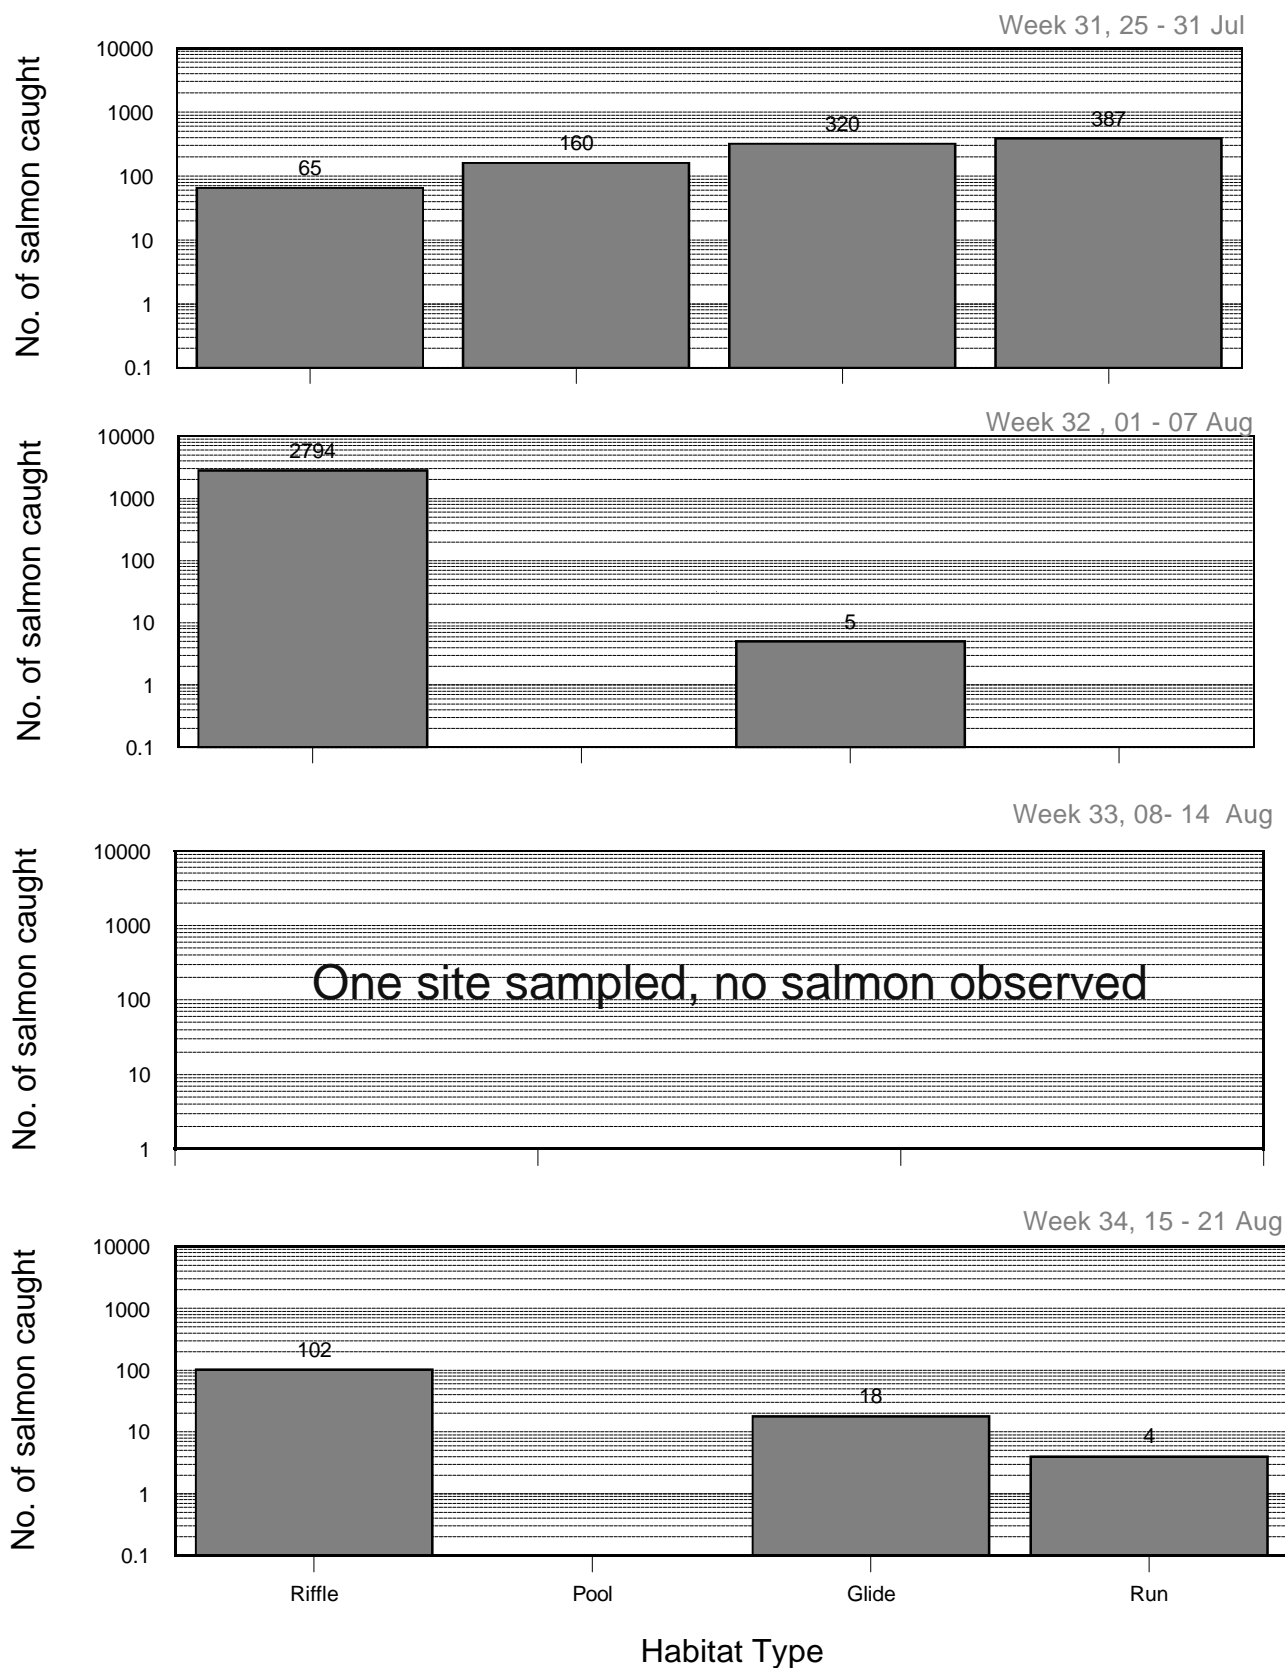 Week 31, 25 - 31 Jul
No. of salmon caught
10000
1000
100
10
1
0.1
65
160
320
387
Week 32 , 01 - 07 Aug
No. of salmon caught
10000
1000
100
10
1
0.1
2794
5
Week 33, 08- 14 Aug
No. of salmon caught
10000
1000
100
10
1
One site sampled, no salmon observed
Week 34, 15 - 21 Aug
No. of salmon caught
10000
1000
100
10
1
0.1
102
18
4
Riffle Pool Glide Run
Habitat Type